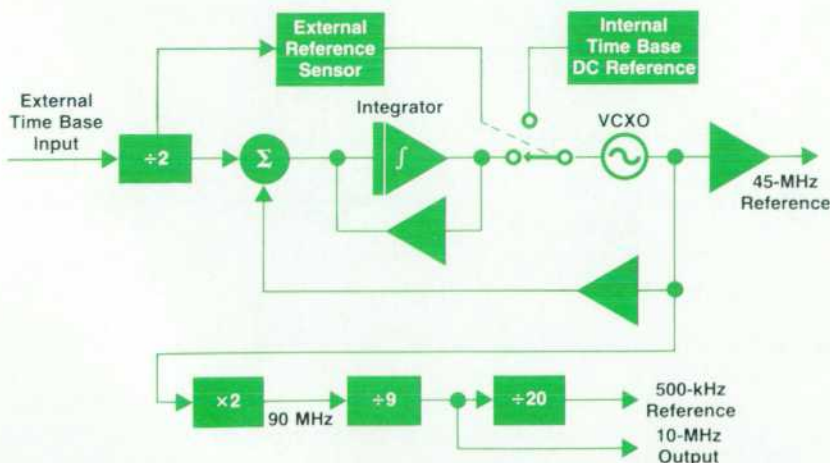 External
Reference
Sensor
Internal
Time Base
DC Reference
External
Time Base
Input
÷2
Σ
Integrator
∫
VCXO
45-MHz
Reference
×2
90 MHz
÷9
÷20
500-kHz
Reference
10-MHz
Output